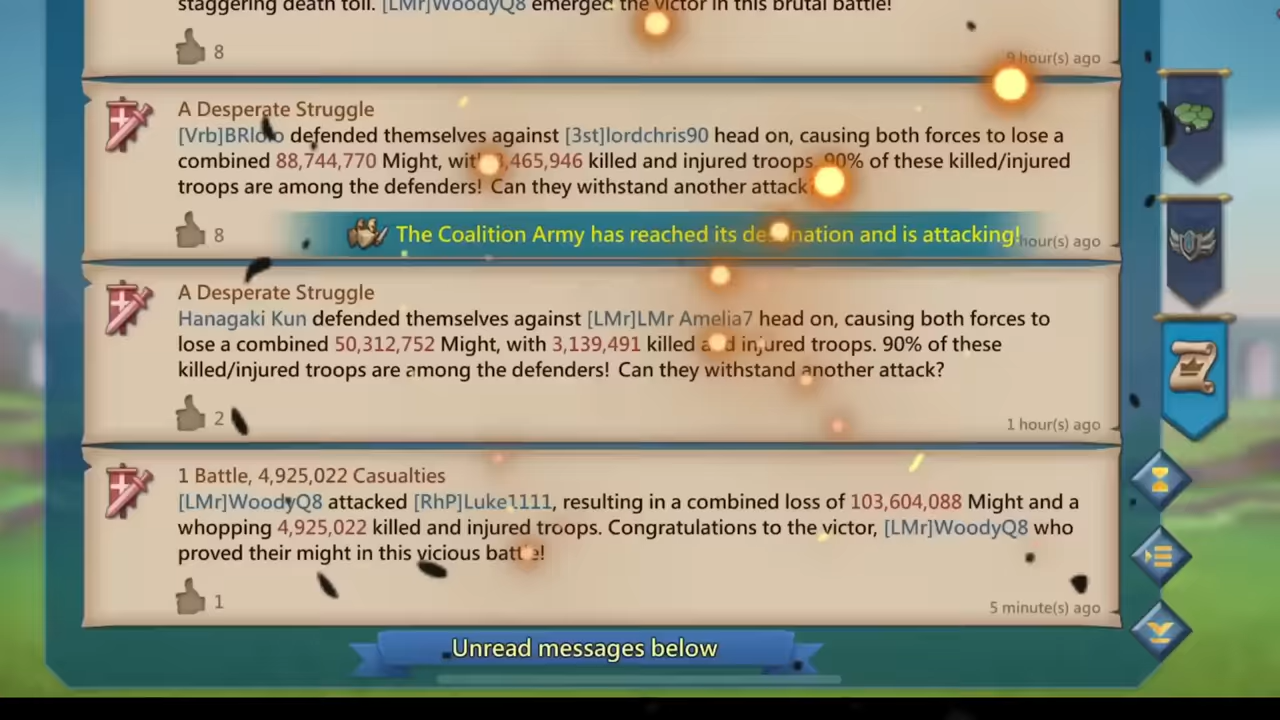 staggering death toll. [LMr]WoodyQ8 emerged the victor in this brutal battle!
8
9 hour(s) ago
A Desperate Struggle
[Vrb]BRlolo defended themselves against [3st]lordchris90 head on, causing both forces to lose a
combined 88,744,770 Might, with killed and injured troops. 90% of these killed/injured
troops are among the defenders! Can they withstand another attack?
8
The Coalition Army has reached its destination and is attacking!
hour(s) ago
A Desperate Struggle
Hanagaki Kun defended themselves against [LMr]LMr Amelia7 head on, causing both forces to
lose a combined 50,312,752 Might, with 3,139,491 killed and injured troops. 90% of these
killed/injured troops are among the defenders! Can they withstand another attack?
2
1 hour(s) ago
1 Battle, 4,925,022 Casualties
[LMr]WoodyQ8 attacked [RhP]Luke1111, resulting in a combined loss of 103,604,088 Might and a
whopping 4,925,022 killed and injured troops. Congratulations to the victor, [LMr]WoodyQ8 who
proved their might in this vicious battle!
1
5 minute(s) ago
Unread messages below